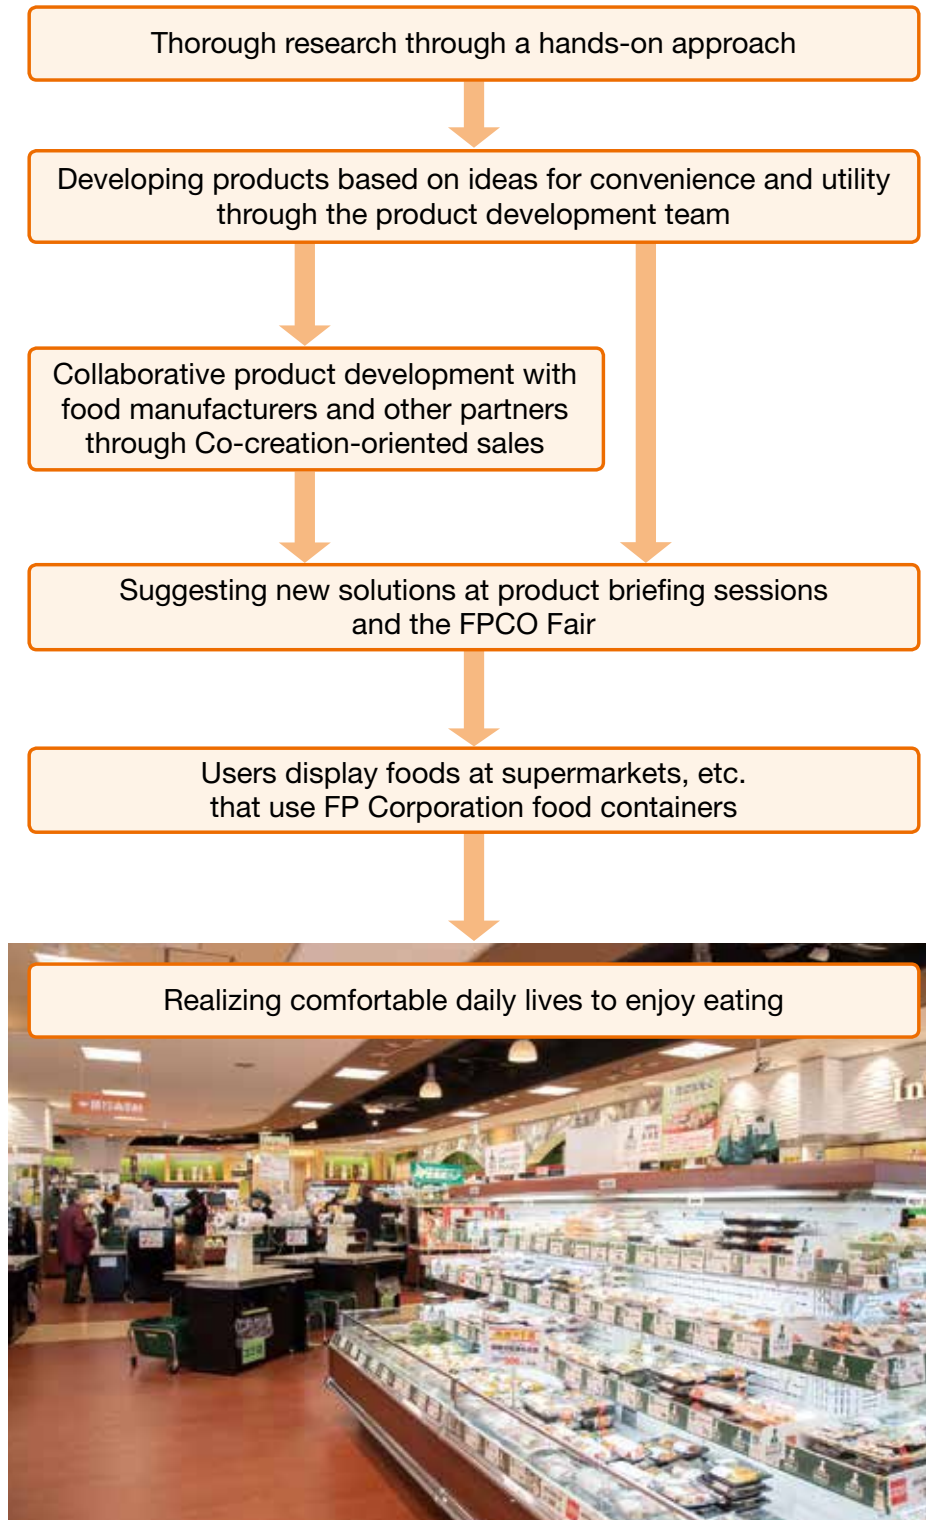 Thorough research through a hands-on approach
Developing products based on ideas for convenience and utility
through the product development team
Collaborative product development with
food manufacturers and other partners
through Co-creation-oriented sales
Suggesting new solutions at product briefing sessions
and the FPCO Fair
Users display foods at supermarkets, etc.
that use FP Corporation food containers
Realizing comfortable daily lives to enjoy eating